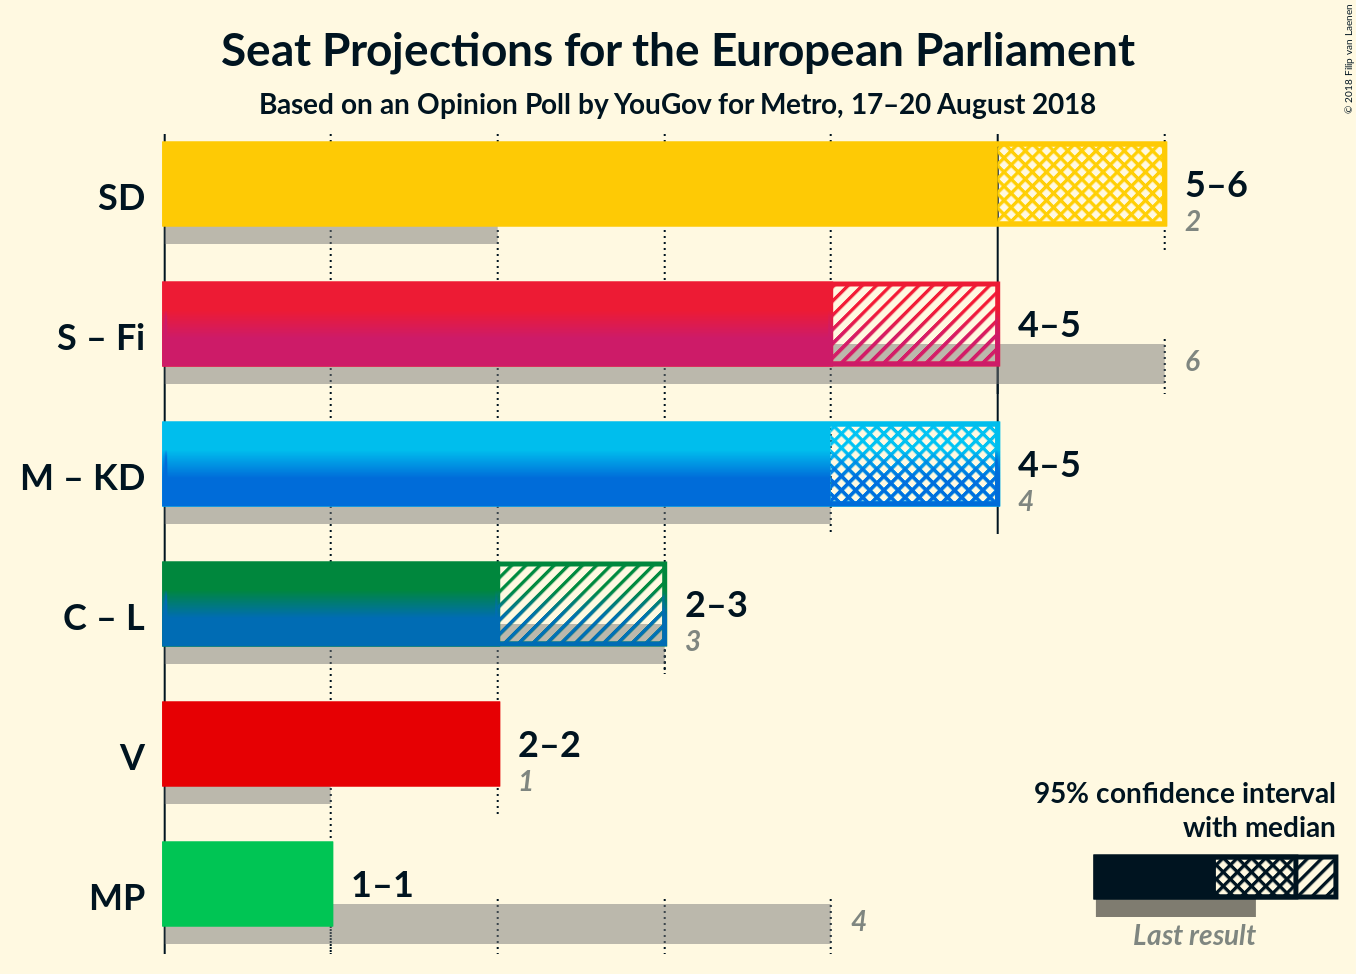 Seat Projections for the European Parliament
Based on an Opinion Poll by YouGov for Metro, 17–20 August 2018
© 2018 Filip van Laenen
SD
5–6
2
S – Fi
4–5
6
M – KD
4–5
4
C – L
2–3
3
V
2–2
1
MP
1–1
4
95% confidence interval
with median
Last result